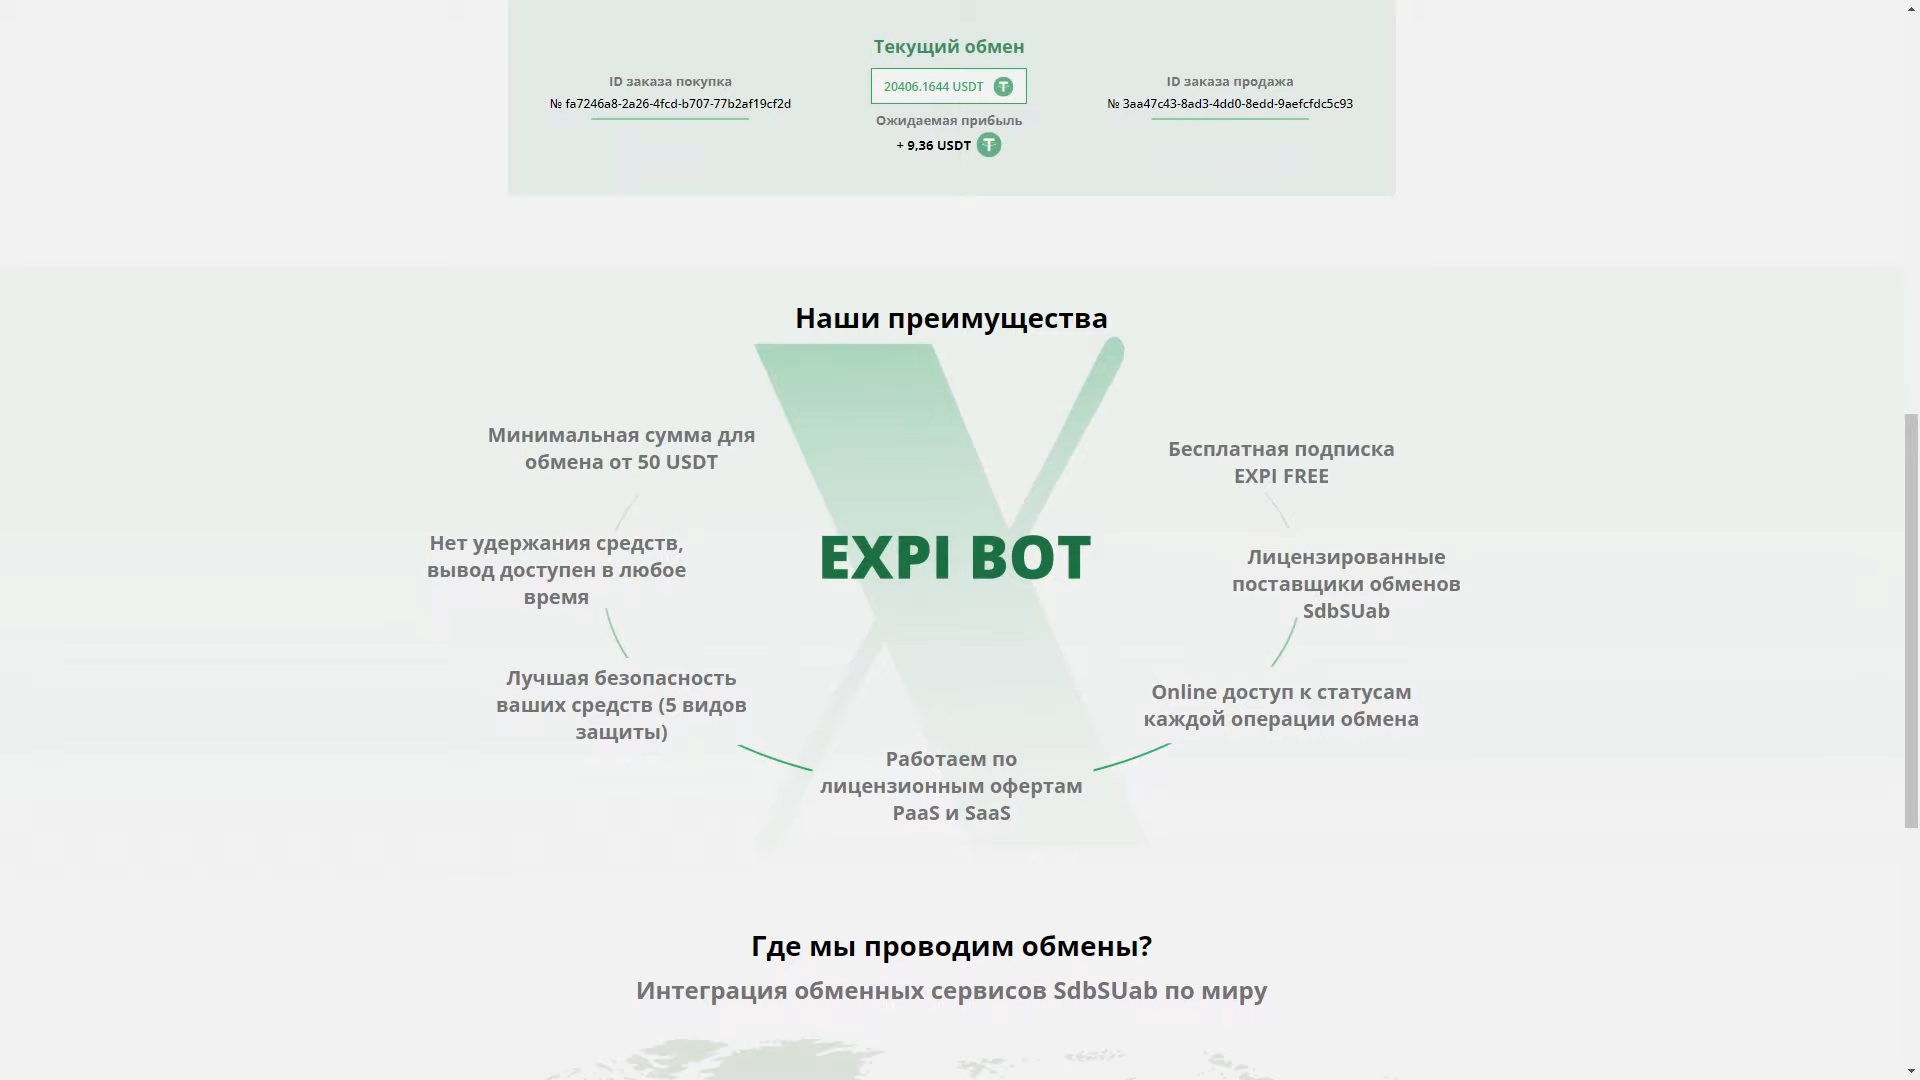 Текущий обмен
ID заказа покупка
№ fa7246a8-2a26-4fcd-b707-77b2af19cf2d
20406.1644 USDT
Ожидаемая прибыль
+ 9,36 USDT
ID заказа продажа
№ 3aa47c43-8ad3-4dd0-8edd-9aefcfdc5c93
Наши преимущества
Минимальная сумма для
обмена от 50 USDT
Нет удержания средств,
вывод доступен в любое
время
Лучшая безопасность
ваших средств (5 видов
защиты)
EXPI BOT
Работаем по
лицензионным офертам
PaaS и SaaS
Бесплатная подписка
EXPI FREE
Лицензированные
поставщики обменов
SdbSUab
Online доступ к статусам
каждой операции обмена
Где мы проводим обмены?
Интеграция обменных сервисов SdbSUab по миру